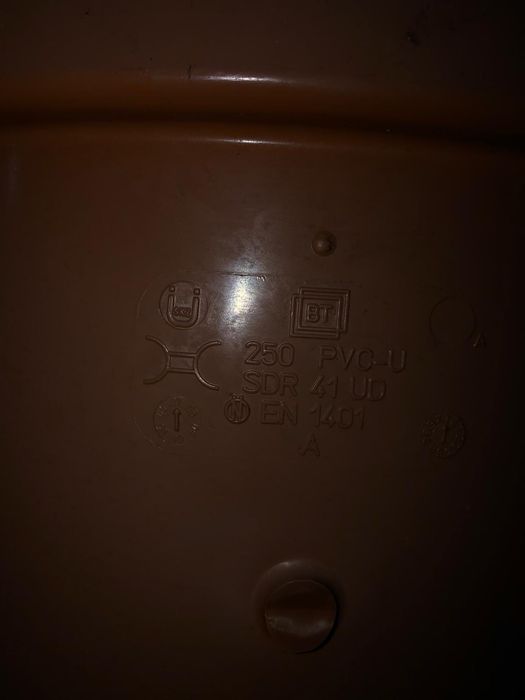 Ü
BT
250 PVC-U
SDR 41 UD
N EN 1401
A
A